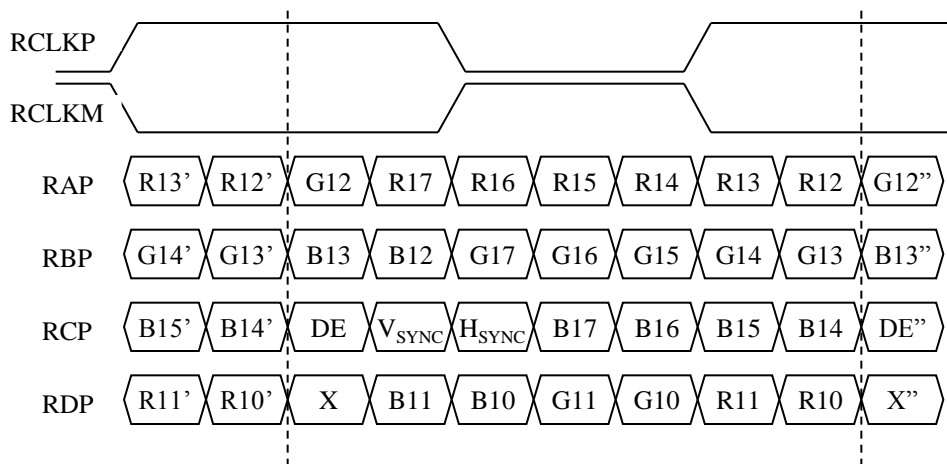 RCLKP
RCLKM
RAP R13’ R12’ G12 R17 R16 R15 R14 R13 R12 G12”
RBP G14’ G13’ B13 B12 G17 G16 G15 G14 G13 B13”
RCP B15’ B14’ DE VSYNC HSYNC B17 B16 B15 B14 DE”
RDP R11’ R10’ X B11 B10 G11 G10 R11 R10 X”